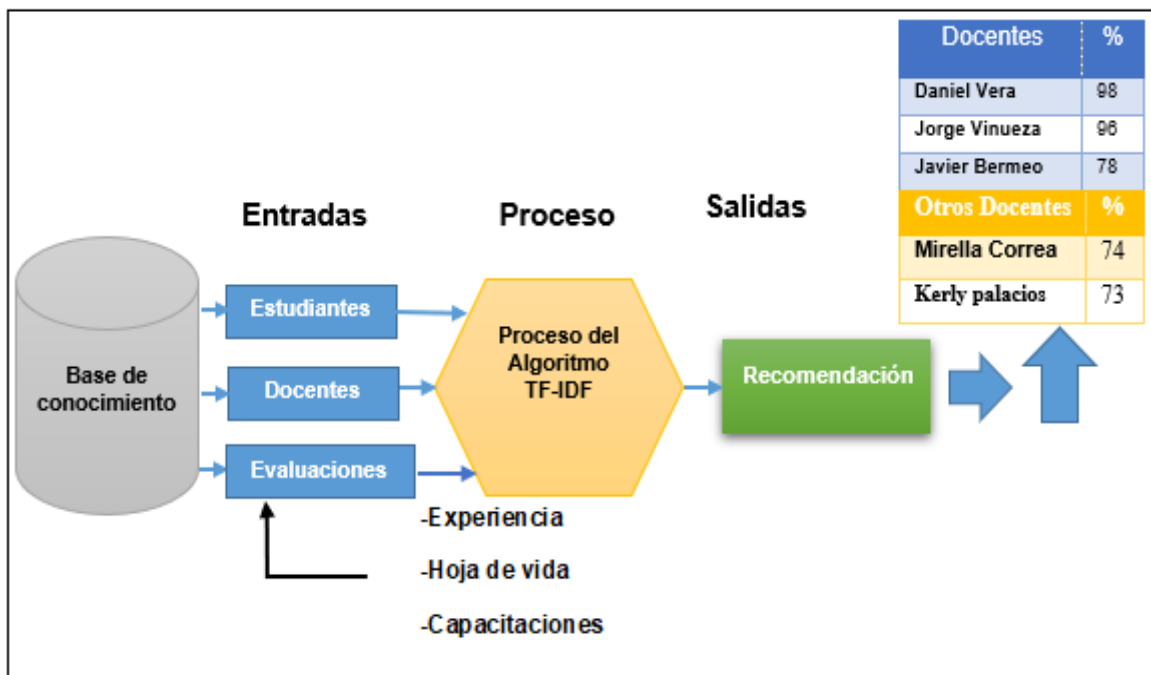 Docentes %
Daniel Vera 98
Jorge Vinueza 96
Javier Bermeo 78
Otros Docentes %
Mirella Correa 74
Kerly palacios 73
Entradas
Proceso
Salidas
Base de
conocimiento
Estudiantes
Docentes
Evaluaciones
Proceso del
Algoritmo
TF-IDF
Recomendación
-Experiencia
-Hoja de vida
-Capacitaciones